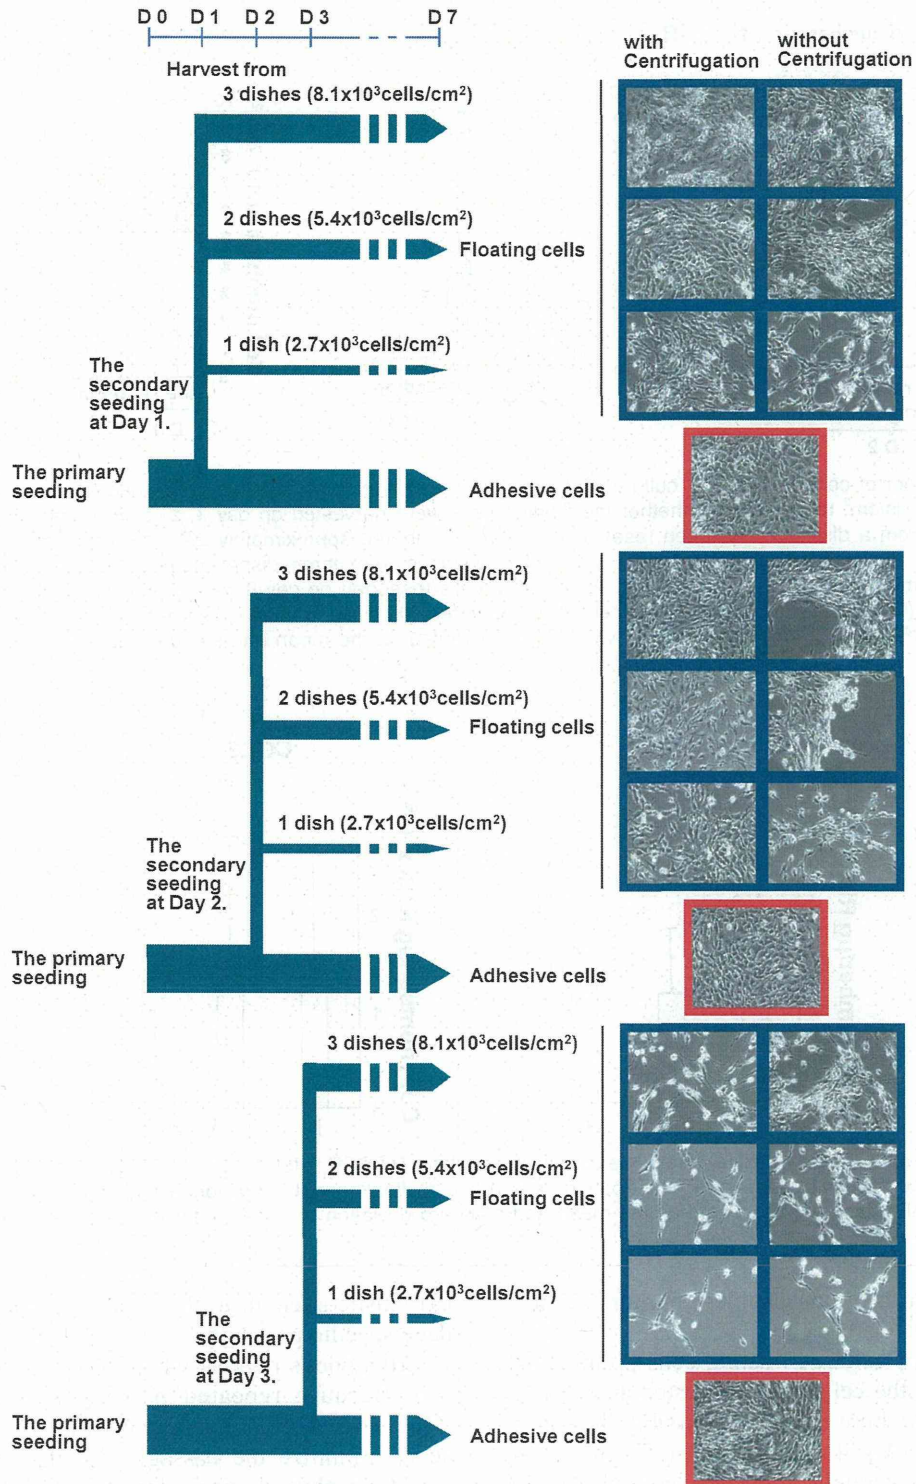 D 0 D 1 D 2 D 3 D 7
with
Centrifugation
without
Centrifugation
Harvest from
3 dishes (8.1x10³cells/cm²)
2 dishes (5.4x10³cells/cm²)
Floating cells
1 dish (2.7x10³cells/cm²)
The
secondary
seeding
at Day 1.
The primary
seeding
Adhesive cells
3 dishes (8.1x10³cells/cm²)
2 dishes (5.4x10³cells/cm²)
Floating cells
1 dish (2.7x10³cells/cm²)
The
secondary
seeding
at Day 2.
The primary
seeding
Adhesive cells
3 dishes (8.1x10³cells/cm²)
2 dishes (5.4x10³cells/cm²)
Floating cells
1 dish (2.7x10³cells/cm²)
The
secondary
seeding
at Day 3.
The primary
seeding
Adhesive cells